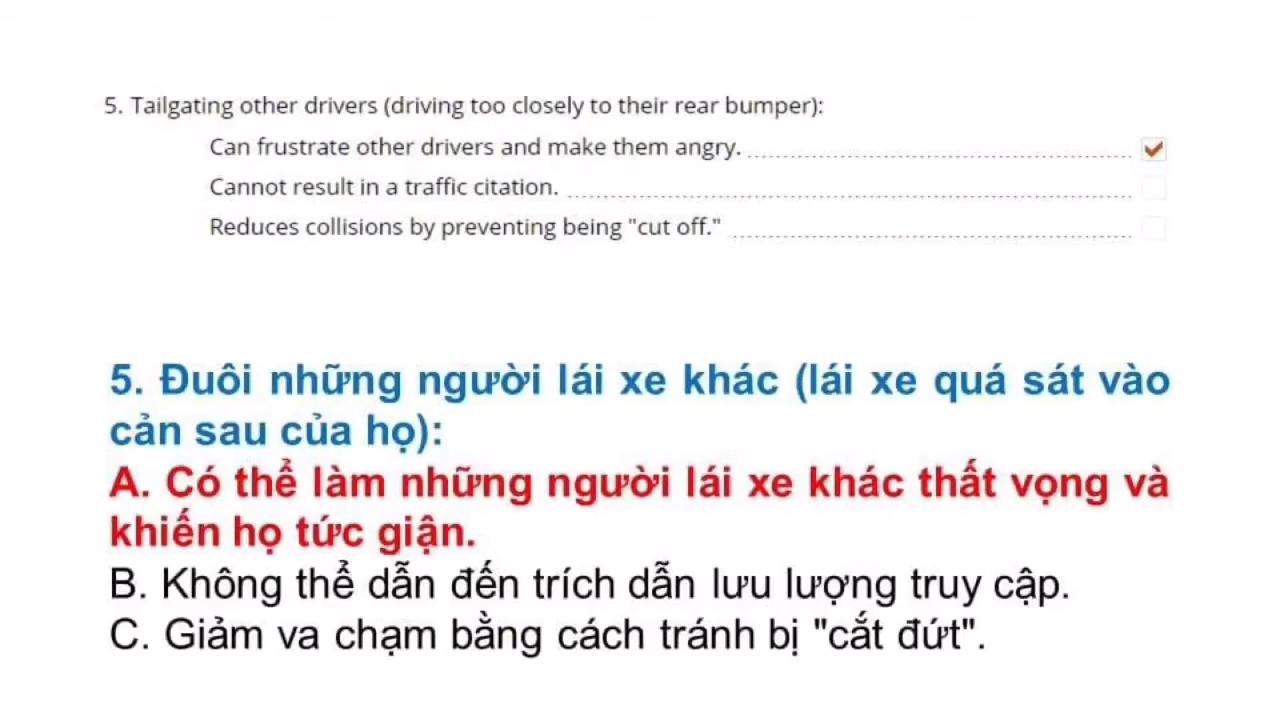 5. Tailgating other drivers (driving too closely to their rear bumper):
Can frustrate other drivers and make them angry.
Cannot result in a traffic citation.
Reduces collisions by preventing being "cut off."
5. Đuôi những người lái xe khác (lái xe quá sát vào
cản sau của họ):
A. Có thể làm những người lái xe khác thất vọng và
khiến họ tức giận.
B. Không thể dẫn đến trích dẫn lưu lượng truy cập.
C. Giảm va chạm bằng cách tránh bị "cắt đứt".